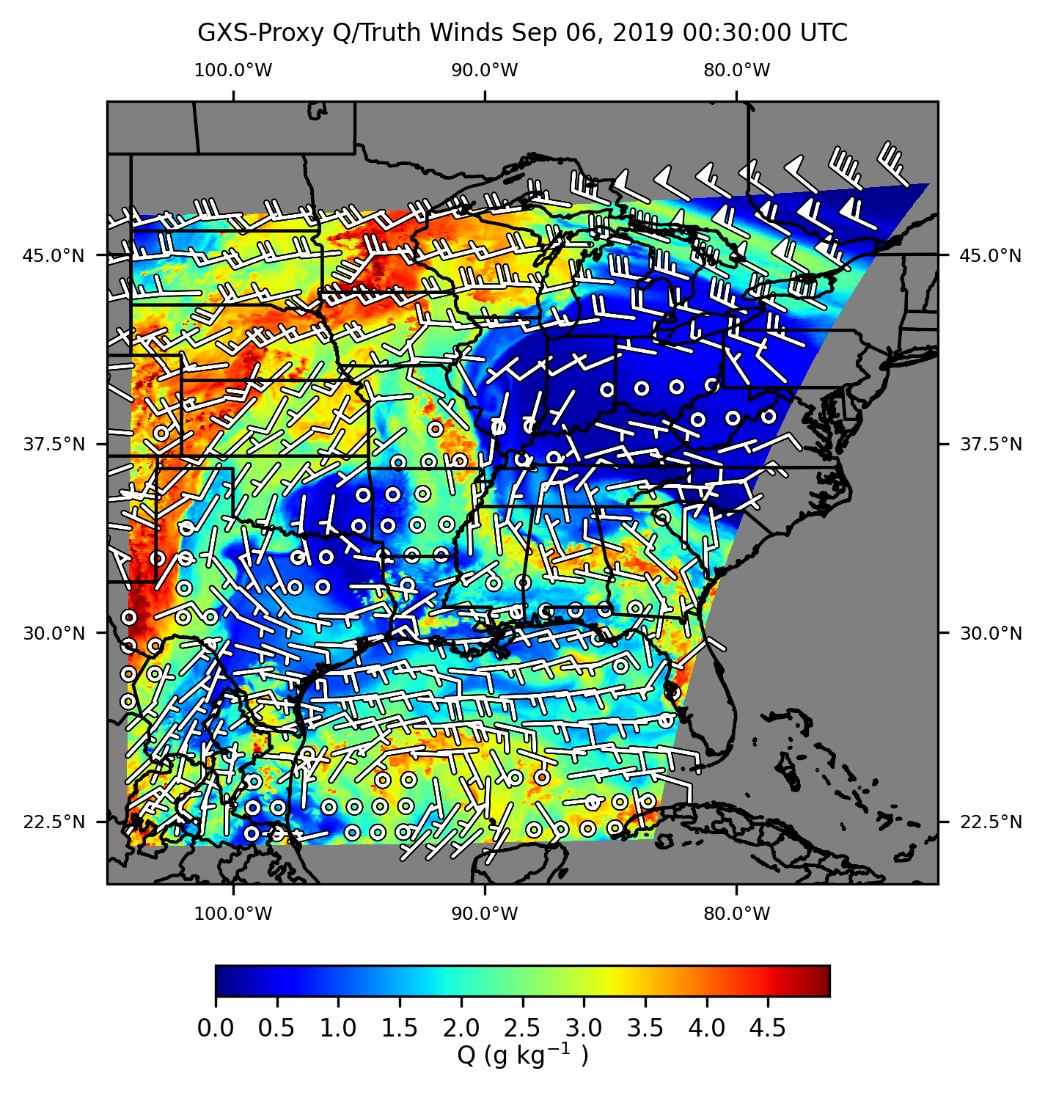 GXS-Proxy Q/Truth Winds Sep 06, 2019 00:30:00 UTC
100.0°W 90.0°W 80.0°W
45.0°N 45.0°N
37.5°N 37.5°N
30.0°N 30.0°N
22.5°N 22.5°N
100.0°W 90.0°W 80.0°W
0.0 0.5 1.0 1.5 2.0 2.5 3.0 3.5 4.0 4.5
Q (g kg⁻¹ )